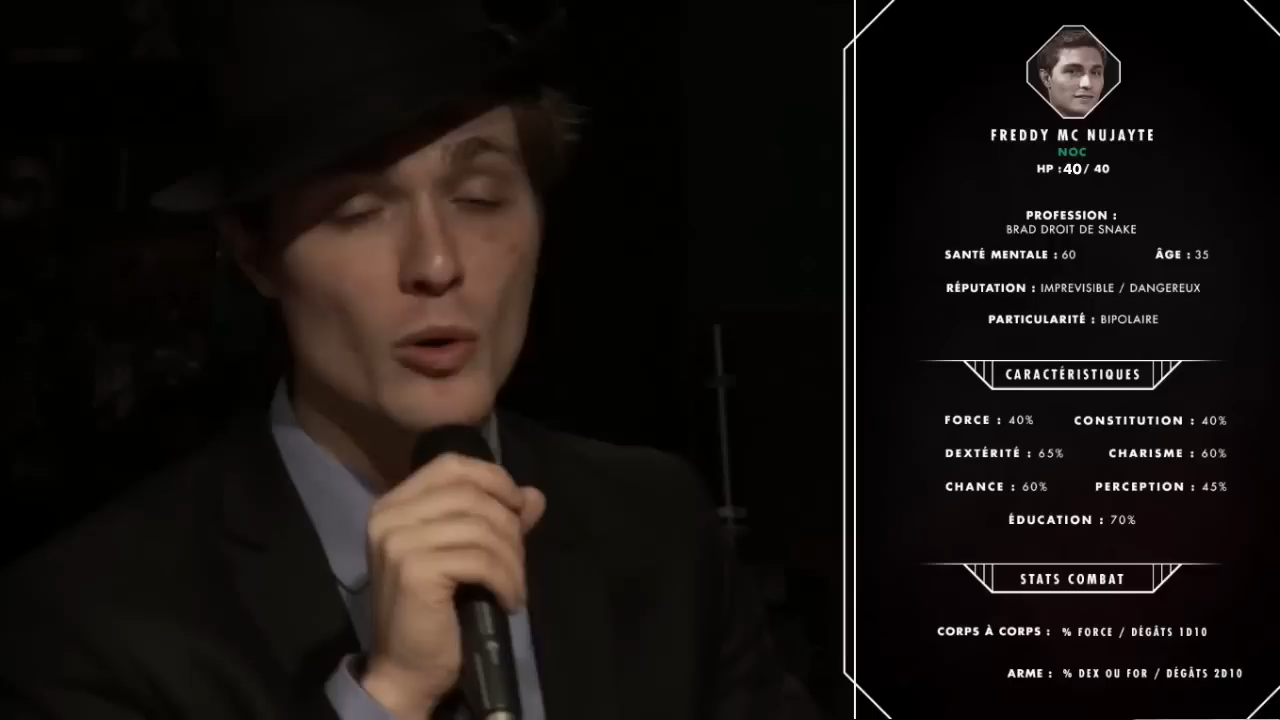 FREDDY MC NUJAYTE
NOC
HP :40/ 40
PROFESSION :
BRAD DROIT DE SNAKE
SANTÉ MENTALE : 60 ÂGE : 35
RÉPUTATION : IMPREVISIBLE / DANGEREUX
PARTICULARITÉ : BIPOLAIRE
CARACTÉRISTIQUES
FORCE : 40% CONSTITUTION : 40%
DEXTÉRITÉ : 65% CHARISME : 60%
CHANCE : 60% PERCEPTION : 45%
ÉDUCATION : 70%
STATS COMBAT
CORPS À CORPS : % FORCE / DÉGÂTS 1D10
ARME : % DEX OU FOR / DÉGÂTS 2D10